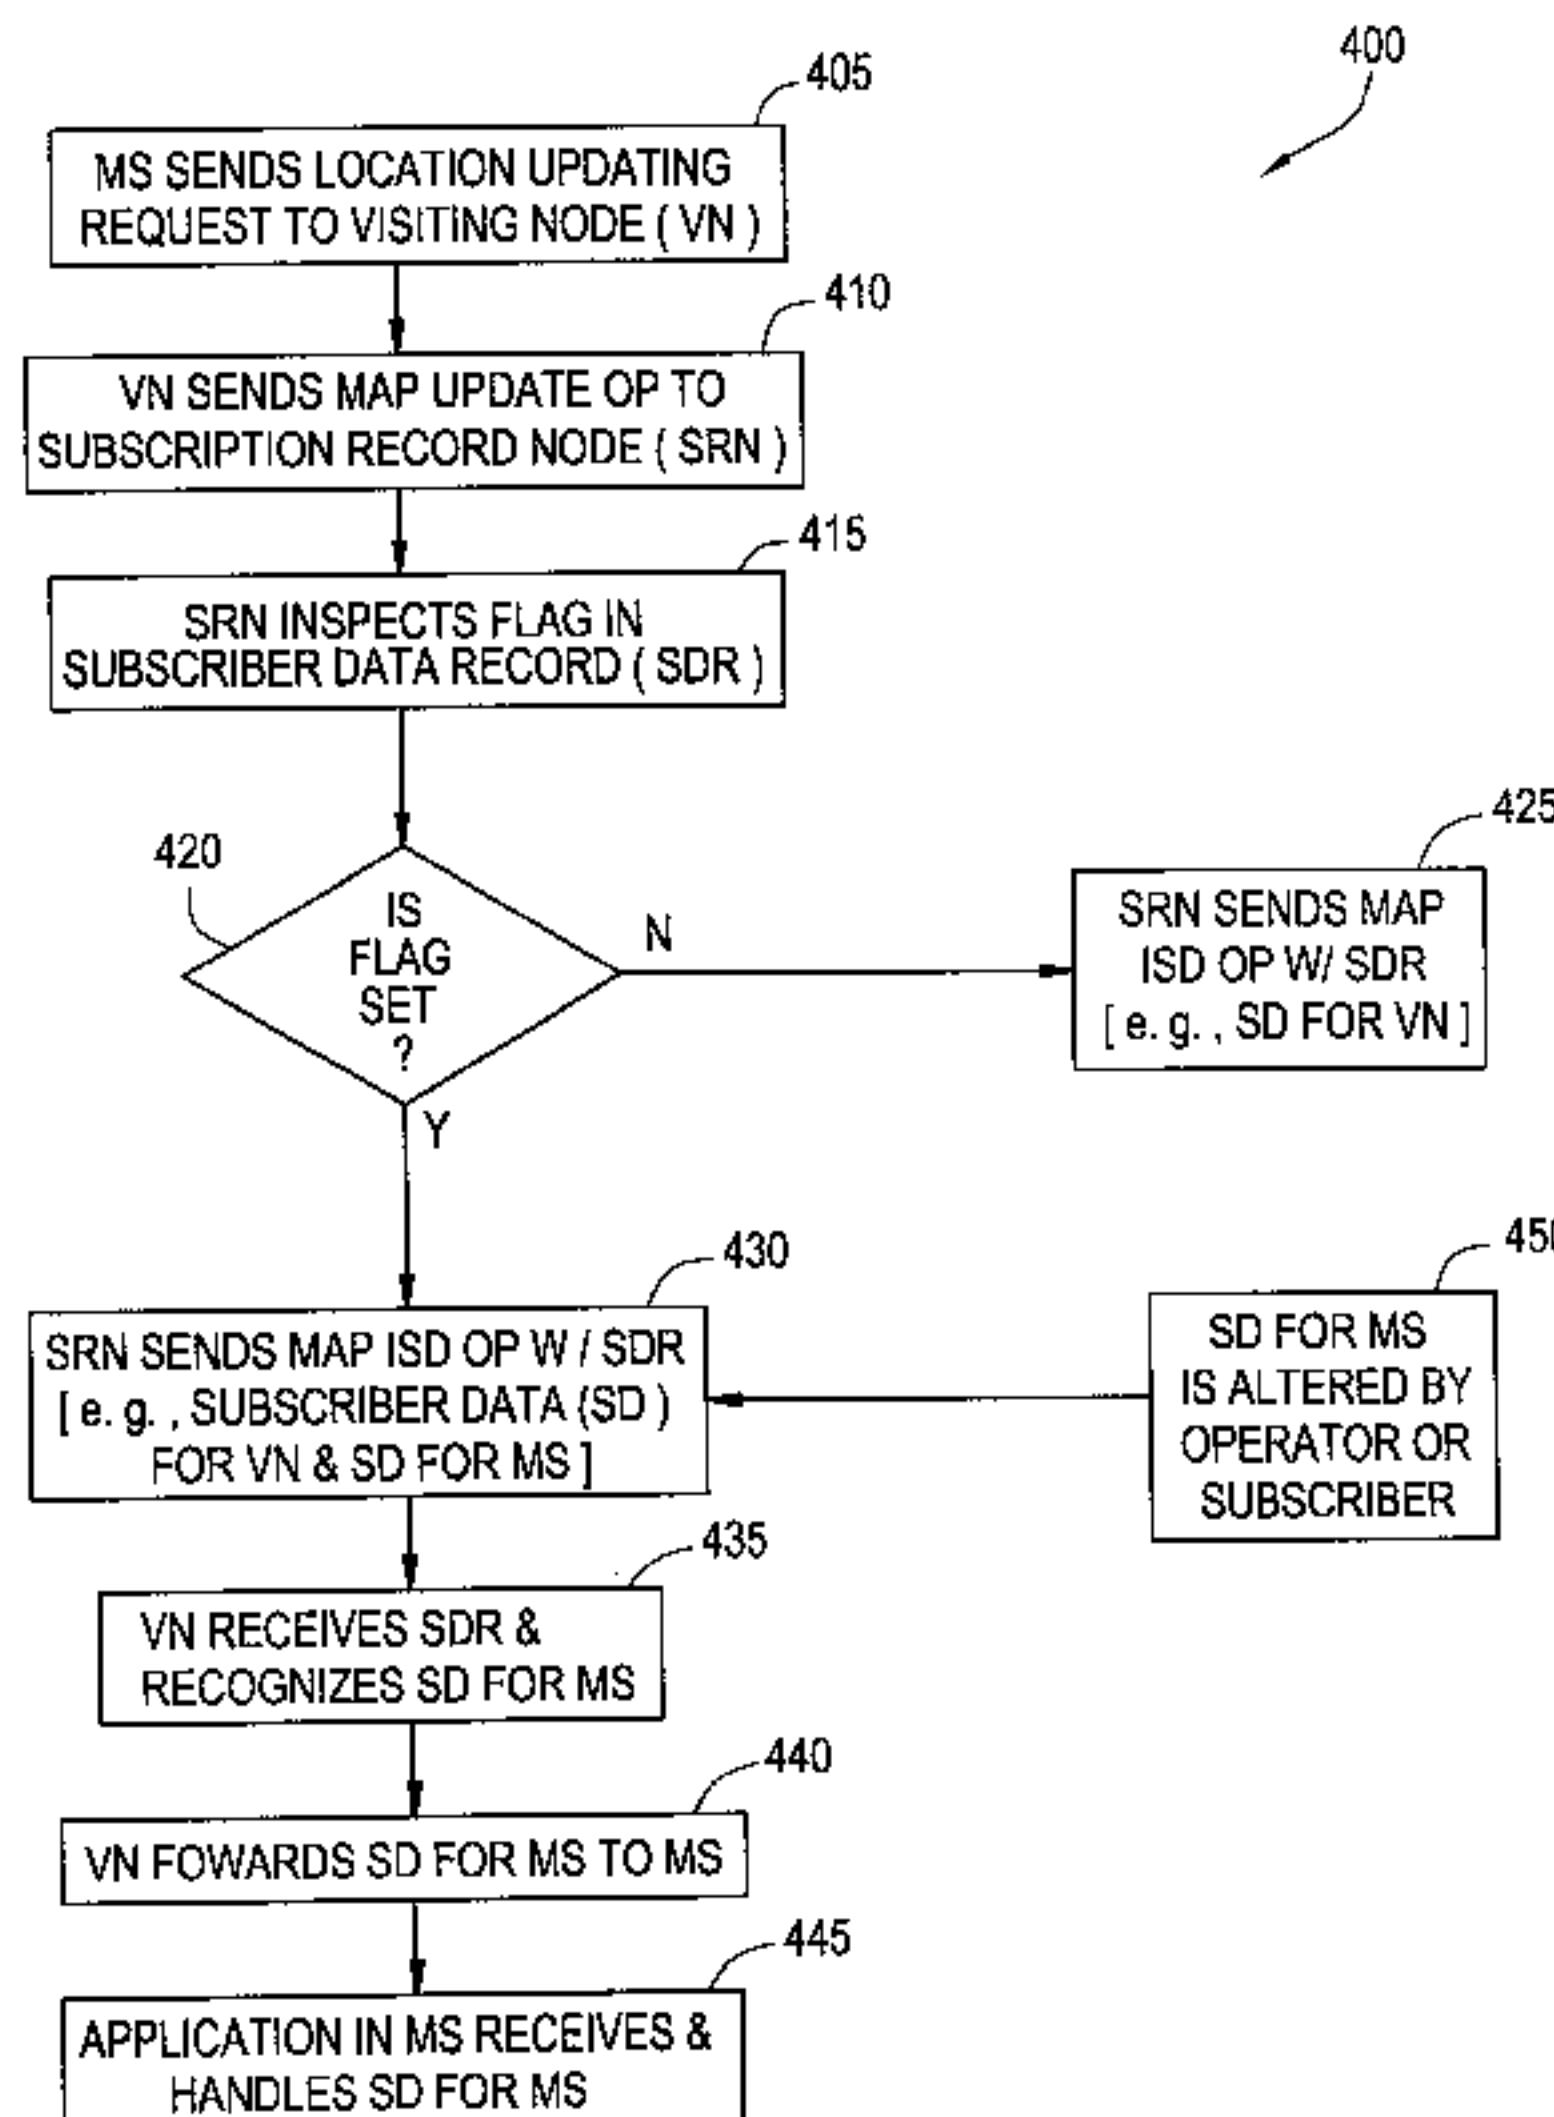 400
405
MS SENDS LOCATION UPDATING
REQUEST TO VISITING NODE ( VN )
410
VN SENDS MAP UPDATE OP TO
SUBSCRIPTION RECORD NODE ( SRN )
415
SRN INSPECTS FLAG IN
SUBSCRIBER DATA RECORD ( SDR )
420
IS
FLAG
SET
?
N
Y
425
SRN SENDS MAP
ISD OP W/ SDR
[ e. g. , SD FOR VN ]
430
SRN SENDS MAP ISD OP W / SDR
[ e. g. , SUBSCRIBER DATA (SD )
FOR VN & SD FOR MS ]
450
SD FOR MS
IS ALTERED BY
OPERATOR OR
SUBSCRIBER
435
VN RECEIVES SDR &
RECOGNIZES SD FOR MS
440
VN FOWARDS SD FOR MS TO MS
445
APPLICATION IN MS RECEIVES &
HANDLES SD FOR MS